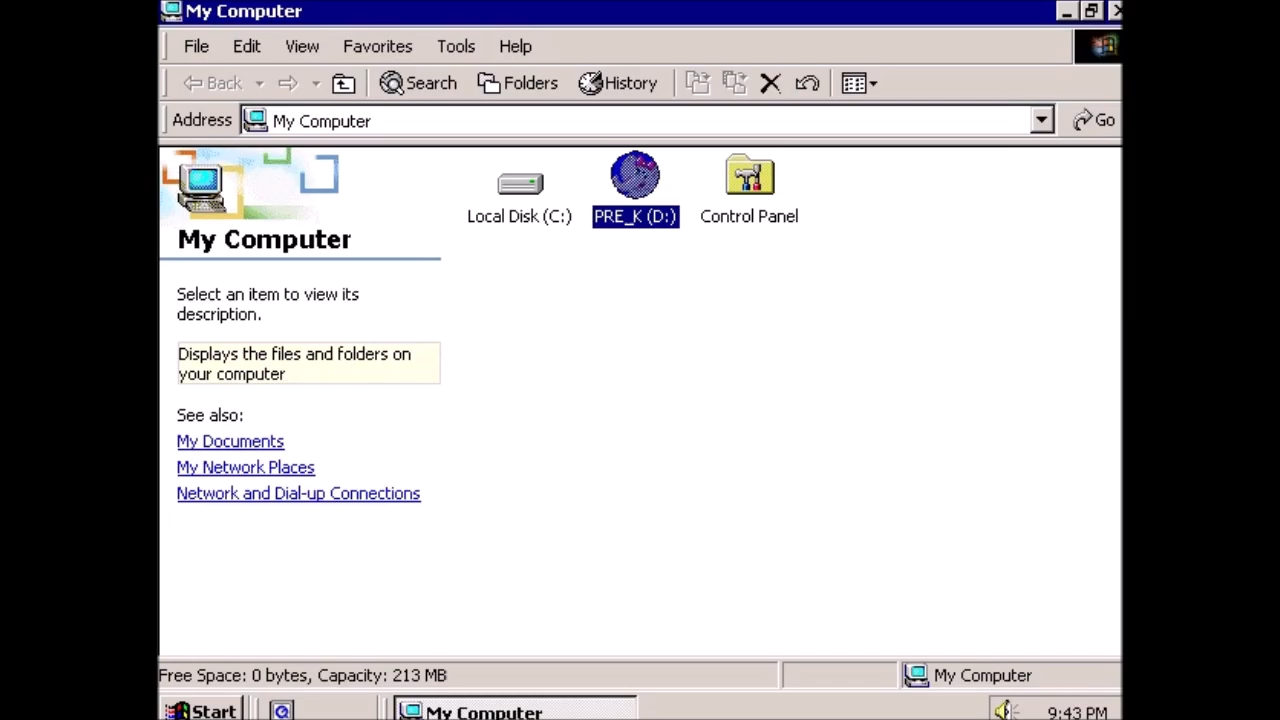 My Computer
File Edit View Favorites Tools Help
Back Search Folders History
Address My Computer Go
Local Disk (C:) PRE_K (D:) Control Panel
My Computer
Select an item to view its
description.
Displays the files and folders on
your computer
See also:
My Documents
My Network Places
Network and Dial-up Connections
Free Space: 0 bytes, Capacity: 213 MB My Computer
Start My Computer 9:43 PM